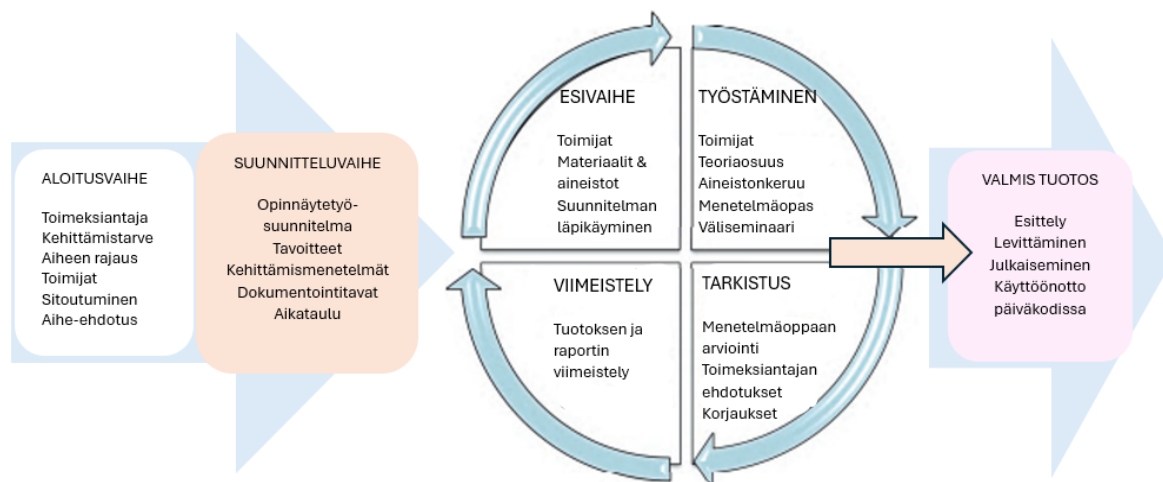 ALOITUSVAIHE
Toimeksiantaja
Kehittämistarve
Aiheen rajaus
Toimijat
Sitoutuminen
Aihe-ehdotus
SUUNNITTELUVAIHE
Opinnäytetyö-
suunnitelma
Tavoitteet
Kehittämismenetelmät
Dokumentointitavat
Aikataulu
ESIVAIHE
Toimijat
Materiaalit &
aineistot
Suunnitelman
läpikäyminen
TYÖSTÄMINEN
Toimijat
Teoriaosuus
Aineistonkeruu
Menetelmäopas
Väliseminaari
TARKISTUS
Menetelmäoppaan
arviointi
Toimeksiantajan
ehdotukset
Korjaukset
VIIMEISTELY
Tuotoksen ja
raportin
viimeistely
VALMIS TUOTOS
Esittely
Levittäminen
Julkaiseminen
Käyttöönotto
päiväkodissa